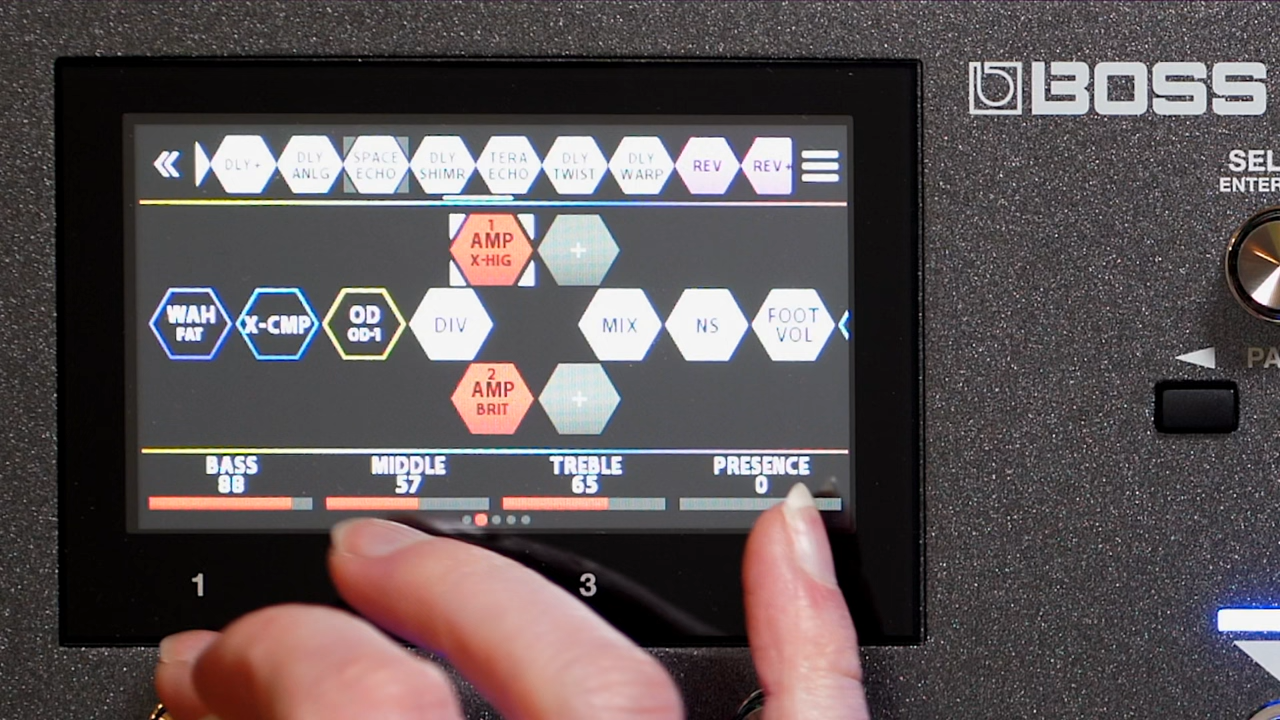 BOSS
DLY+
DLY
ANLG
SPACE
ECHO
DLY
SHIMR
TERA
ECHO
DLY
TWIST
DLY
WARP
REV
REV+
SEL
ENTER
1
AMP
X-HIG
+
WAH
FAT
X-CMP
OD
OD-1
DIV
MIX
NS
FOOT
VOL
PA
2
AMP
BRIT
+
BASS
88
MIDDLE
57
TREBLE
65
PRESENCE
0
1
3